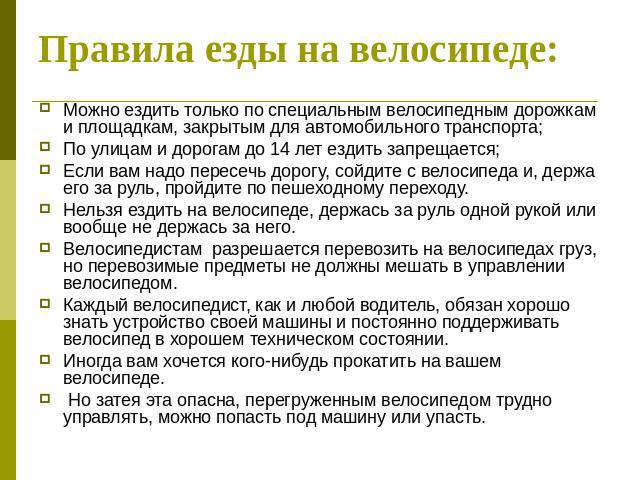 Правила езды на велосипеде:
Можно ездить только по специальным велосипедным дорожкам
и площадкам, закрытым для автомобильного транспорта;
По улицам и дорогам до 14 лет ездить запрещается;
Если вам надо пересечь дорогу, сойдите с велосипеда и, держа
его за руль, пройдите по пешеходному переходу.
Нельзя ездить на велосипеде, держась за руль одной рукой или
вообще не держась за него.
Велосипедистам  разрешается перевозить на велосипедах груз,
но перевозимые предметы не должны мешать в управлении
велосипедом.
Каждый велосипедист, как и любой водитель, обязан хорошо
знать устройство своей машины и постоянно поддерживать
велосипед в хорошем техническом состоянии.
Иногда вам хочется кого-нибудь прокатить на вашем
велосипеде.
Но затея эта опасна, перегруженным велосипедом трудно
управлять, можно попасть под машину или упасть.